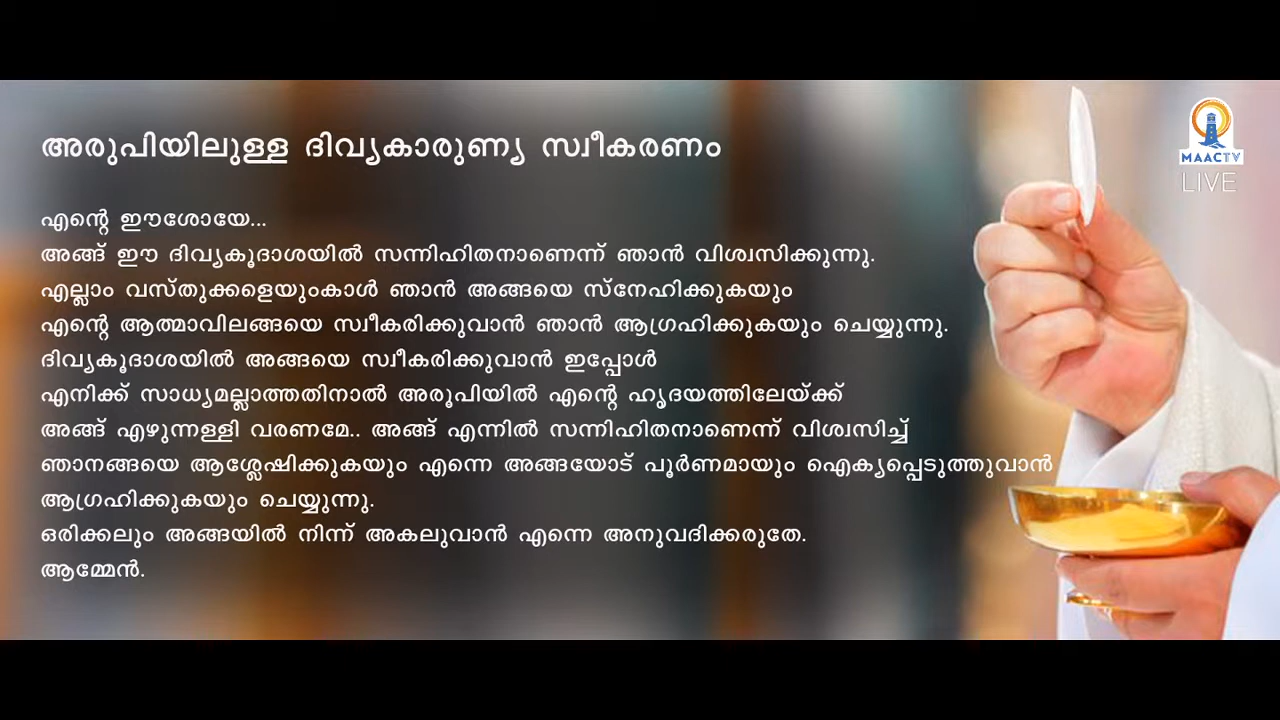 അരൂപിയിലുള്ള ദിവ്യകാരുണ്യ സ്വീകരണം
എന്റെ ഈശോയേ...
അങ്ങ് ഈ ദിവ്യകൂദാശയിൽ സന്നിഹിതനാണെന്ന് ഞാൻ വിശ്വസിക്കുന്നു.
എല്ലാം വസ്തുക്കളെയുംകാൾ ഞാൻ അങ്ങയെ സ്നേഹിക്കുകയും
എന്റെ ആത്മാവിലങ്ങയെ സ്വീകരിക്കുവാൻ ഞാൻ ആഗ്രഹിക്കുകയും ചെയ്യുന്നു.
ദിവ്യകൂദാശയിൽ അങ്ങയെ സ്വീകരിക്കുവാൻ ഇപ്പോൾ
എനിക്ക് സാധ്യമല്ലാത്തതിനാൽ അരൂപിയിൽ എന്റെ ഹൃദയത്തിലേയ്ക്ക്
അങ്ങ് എഴുന്നള്ളി വരണമേ.. അങ്ങ് എന്നിൽ സന്നിഹിതനാണെന്ന് വിശ്വസിച്ച്
ഞാനങ്ങയെ ആശ്ലേഷിക്കുകയും എന്നെ അങ്ങയോട് പൂർണമായും ഐക്യപ്പെടുത്തുവാൻ
ആഗ്രഹിക്കുകയും ചെയ്യുന്നു.
ഒരിക്കലും അങ്ങയിൽ നിന്ന് അകലുവാൻ എന്നെ അനുവദിക്കരുതേ.
ആമ്മേൻ.
MAACTV
LIVE